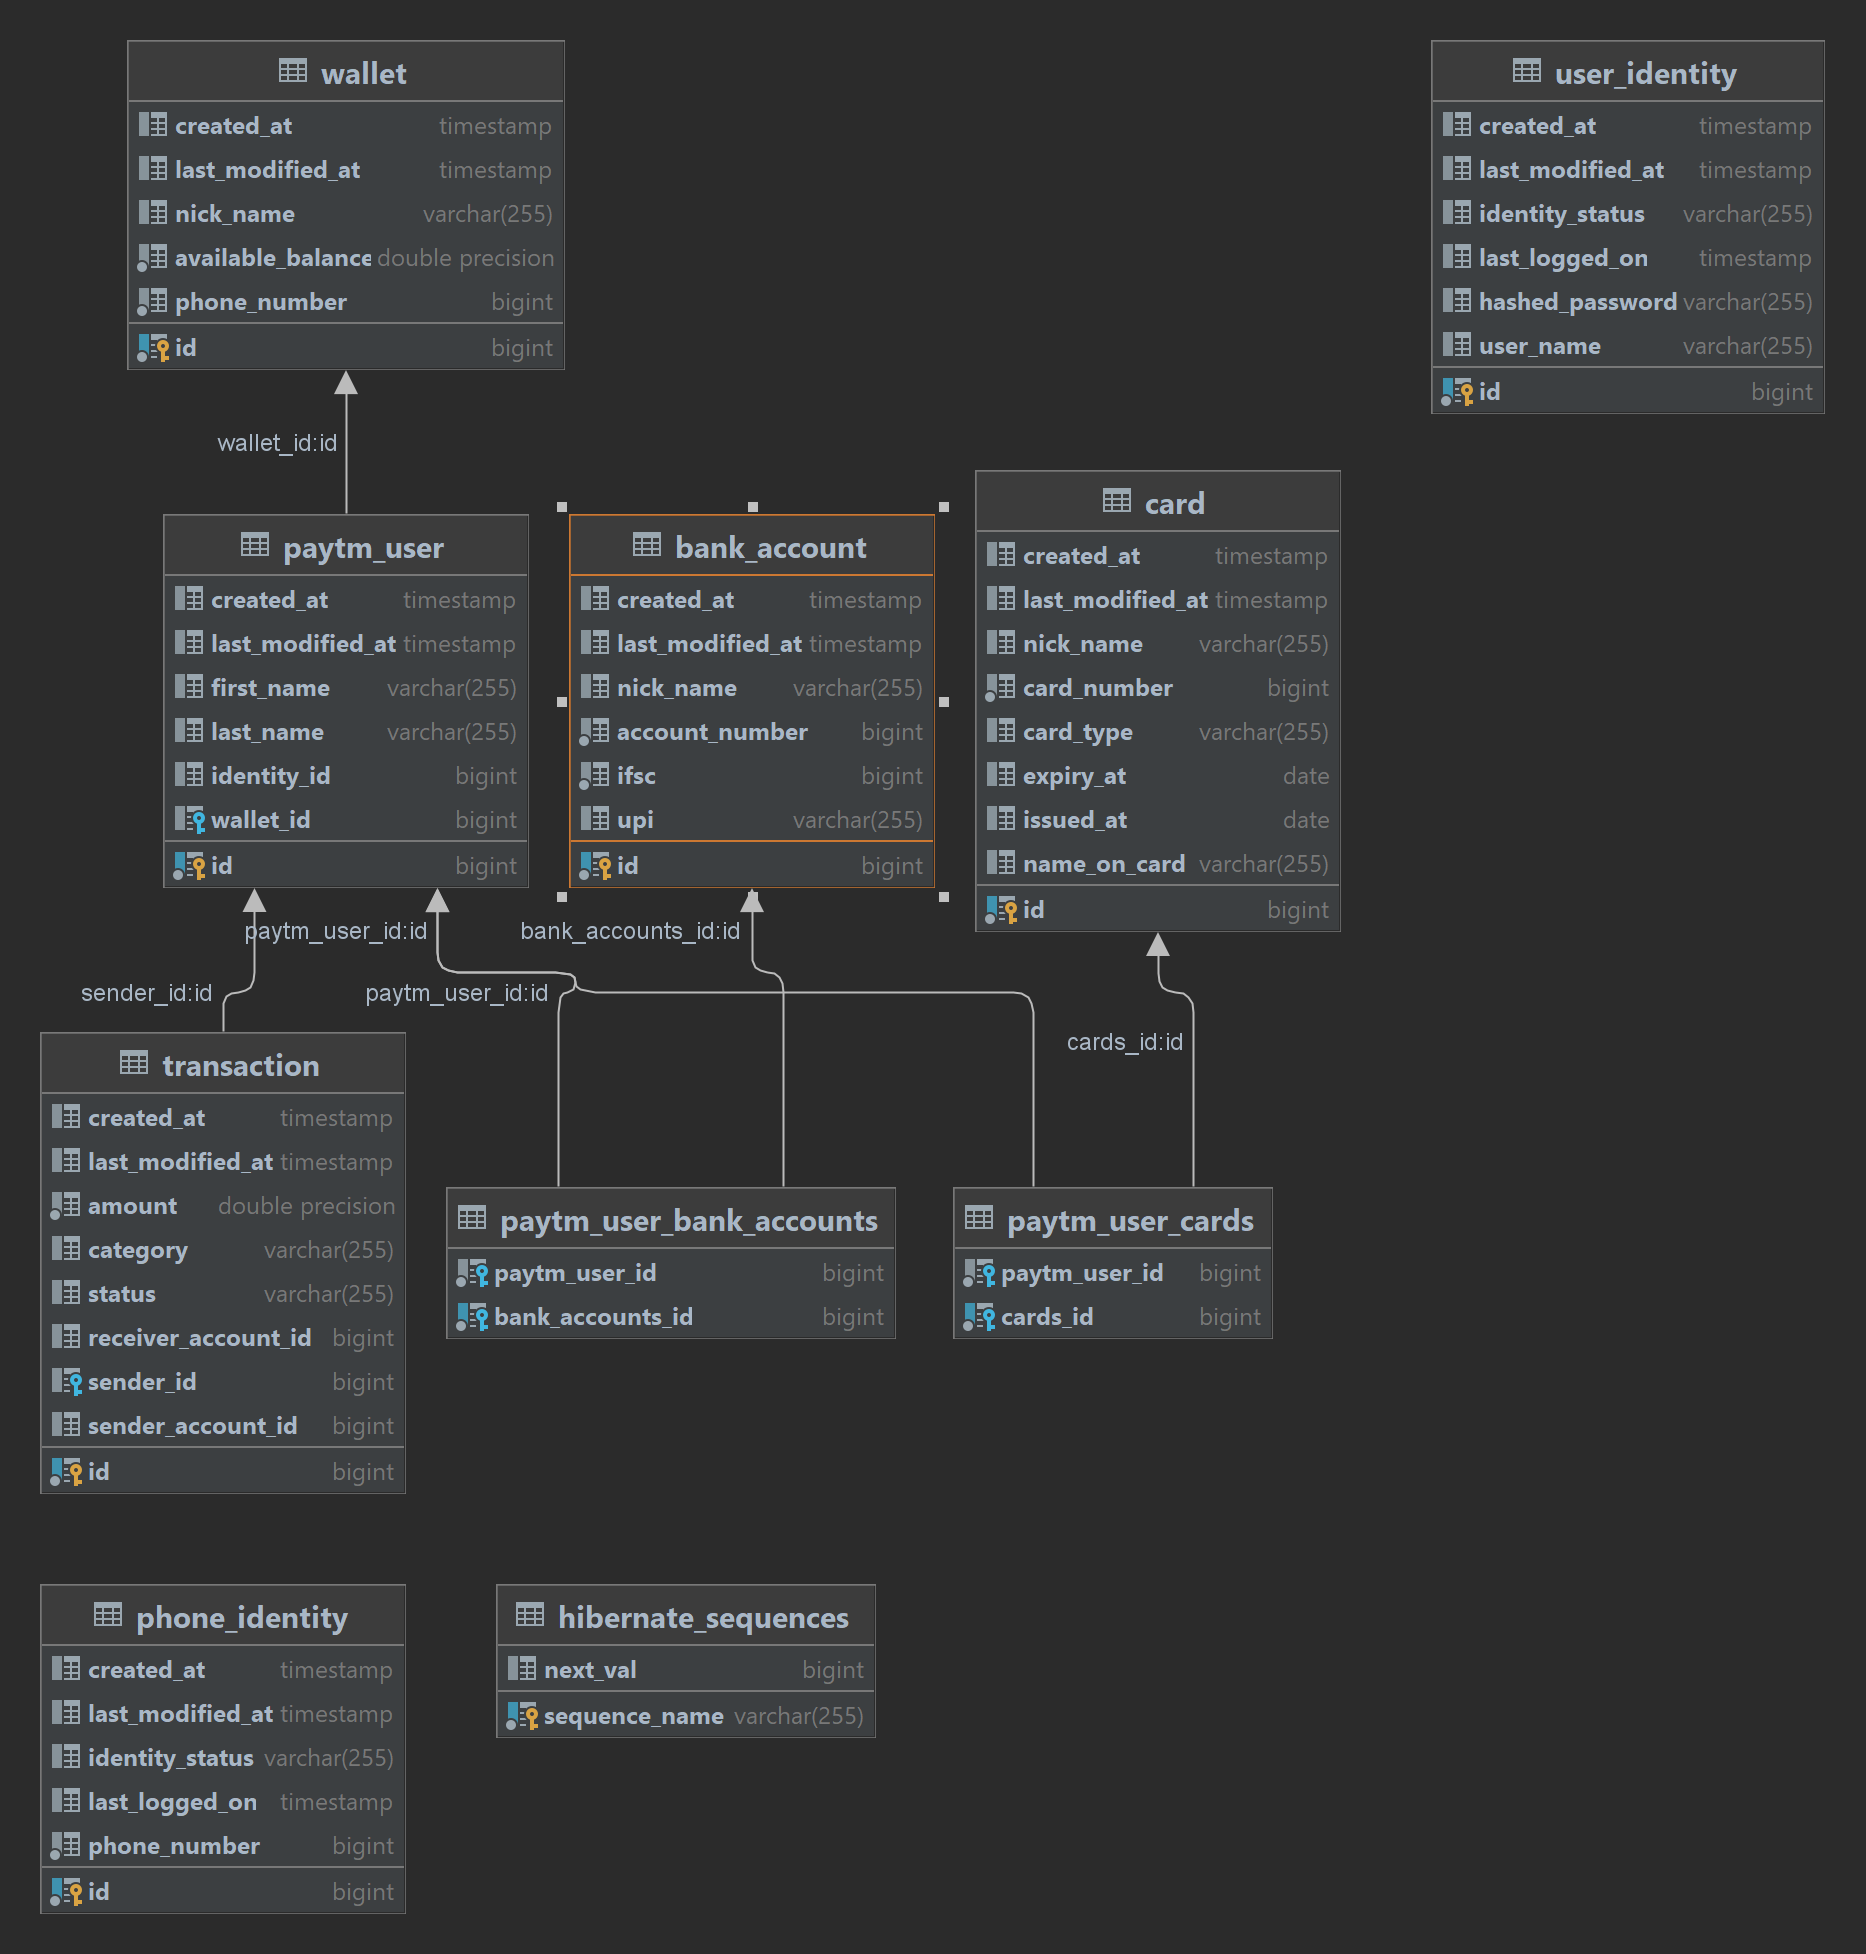 wallet
created_at timestamp
last_modified_at timestamp
nick_name varchar(255)
available_balance double precision
phone_number bigint
id bigint
user_identity
created_at timestamp
last_modified_at timestamp
identity_status varchar(255)
last_logged_on timestamp
hashed_password varchar(255)
user_name varchar(255)
id bigint
wallet_id:id
paytm_user
created_at timestamp
last_modified_at timestamp
first_name varchar(255)
last_name varchar(255)
identity_id bigint
wallet_id bigint
id bigint
bank_account
created_at timestamp
last_modified_at timestamp
nick_name varchar(255)
account_number bigint
ifsc bigint
upi varchar(255)
id bigint
card
created_at timestamp
last_modified_at timestamp
nick_name varchar(255)
card_number bigint
card_type varchar(255)
expiry_at date
issued_at date
name_on_card varchar(255)
id bigint
paytm_user_id:id
bank_accounts_id:id
sender_id:id
paytm_user_id:id
cards_id:id
transaction
created_at timestamp
last_modified_at timestamp
amount double precision
category varchar(255)
status varchar(255)
receiver_account_id bigint
sender_id bigint
sender_account_id bigint
id bigint
paytm_user_bank_accounts
paytm_user_id bigint
bank_accounts_id bigint
paytm_user_cards
paytm_user_id bigint
cards_id bigint
phone_identity
created_at timestamp
last_modified_at timestamp
identity_status varchar(255)
last_logged_on timestamp
phone_number bigint
id bigint
hibernate_sequences
next_val bigint
sequence_name varchar(255)